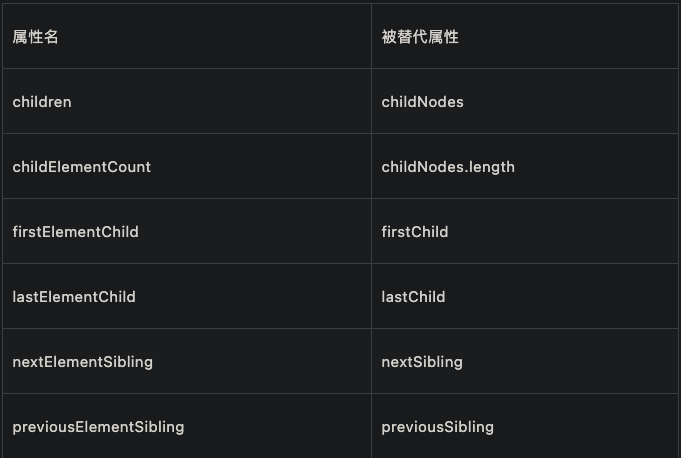 属性名 被替代属性
children childNodes
childElementCount childNodes.length
firstElementChild firstChild
lastElementChild lastChild
nextElementSibling nextSibling
previousElementSibling previousSibling